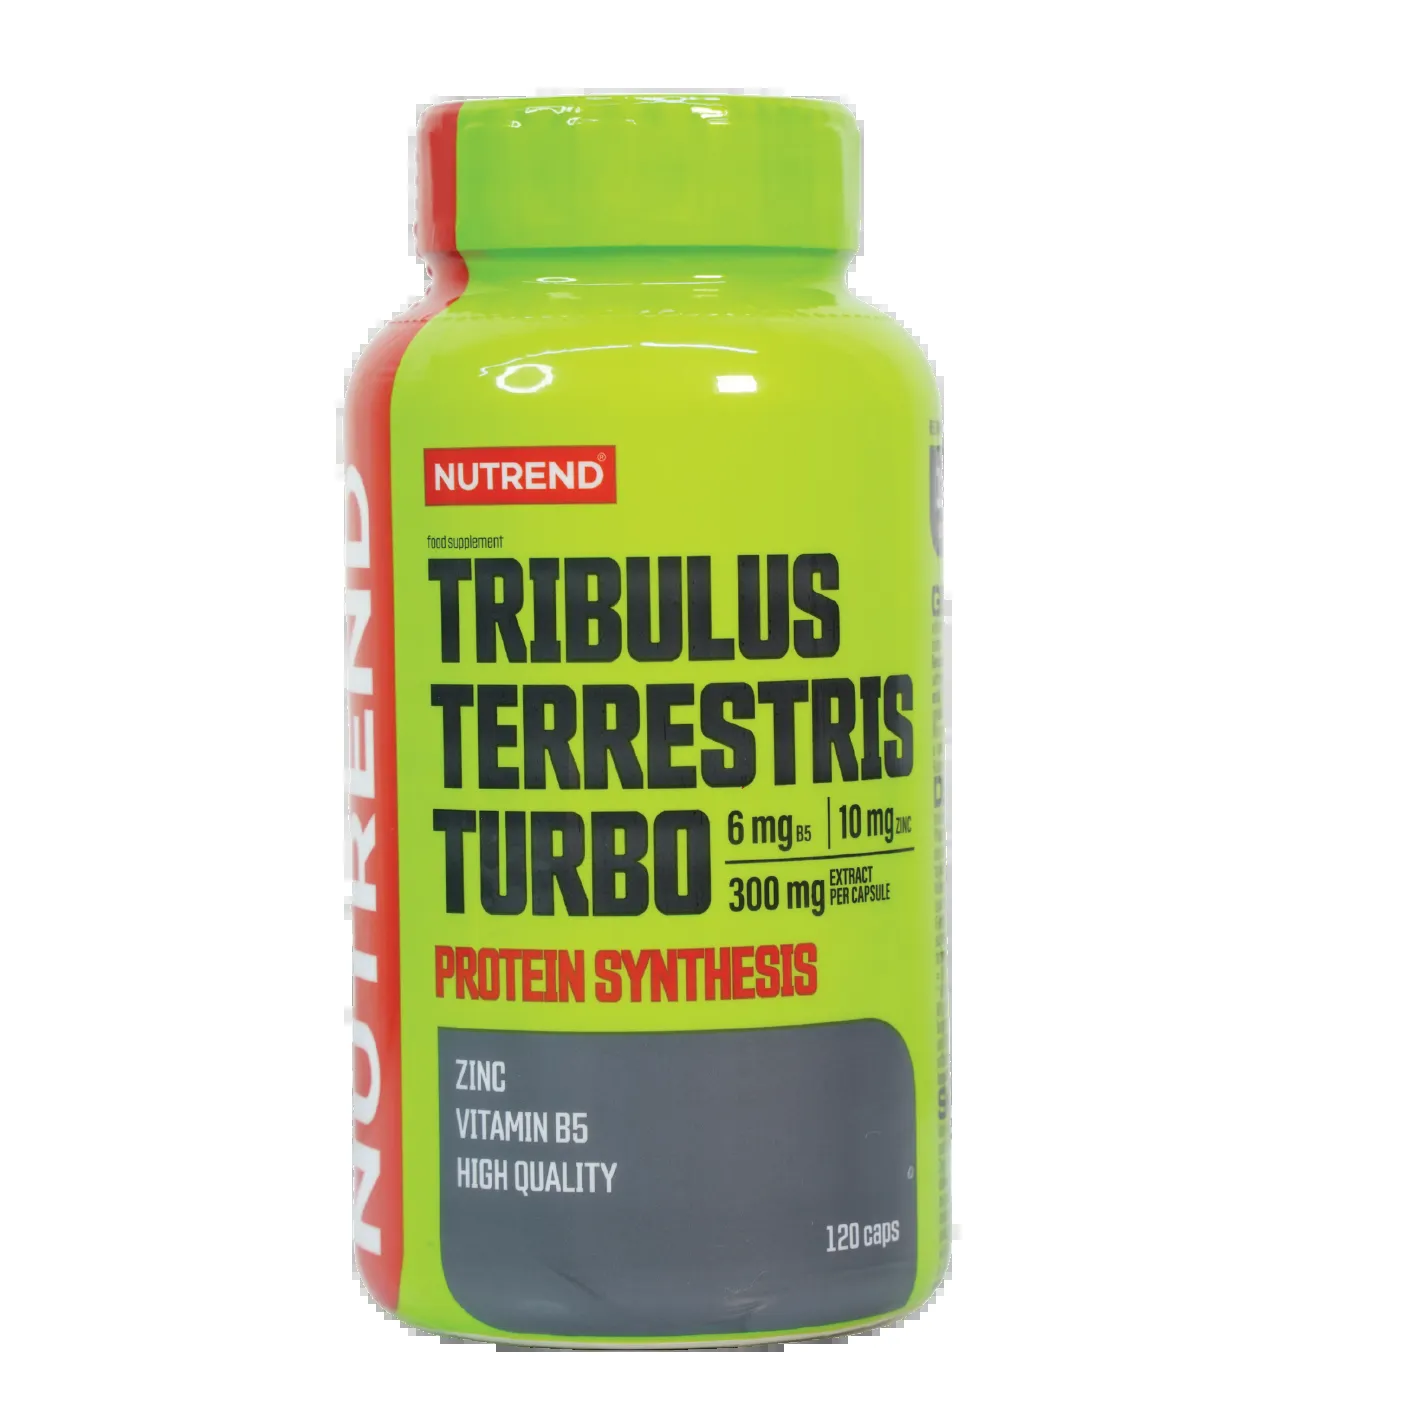 NUTREND®
food supplement
TRIBULUS
TERRESTRIS
TURBO
6 mg B5 | 10 mg ZINC
300 mg EXTRACT
PER CAPSULE
PROTEIN SYNTHESIS
ZINC
VITAMIN B5
HIGH QUALITY
120 caps
NUTREND